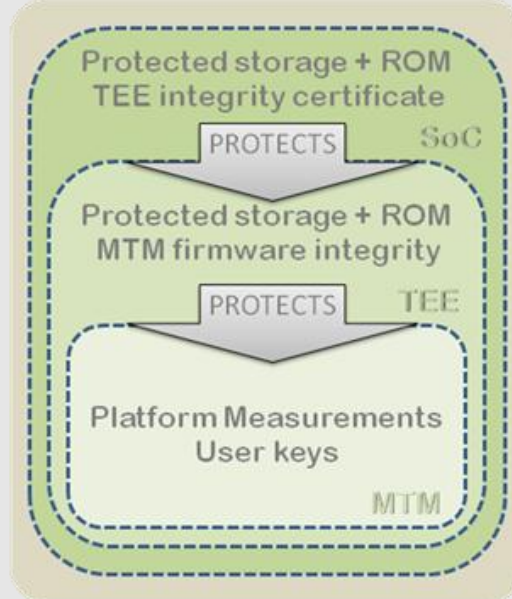 Protected storage + ROM
TEE integrity certificate
PROTECTS
SoC
Protected storage + ROM
MTM firmware integrity
PROTECTS
TEE
Platform Measurements
User keys
MTM